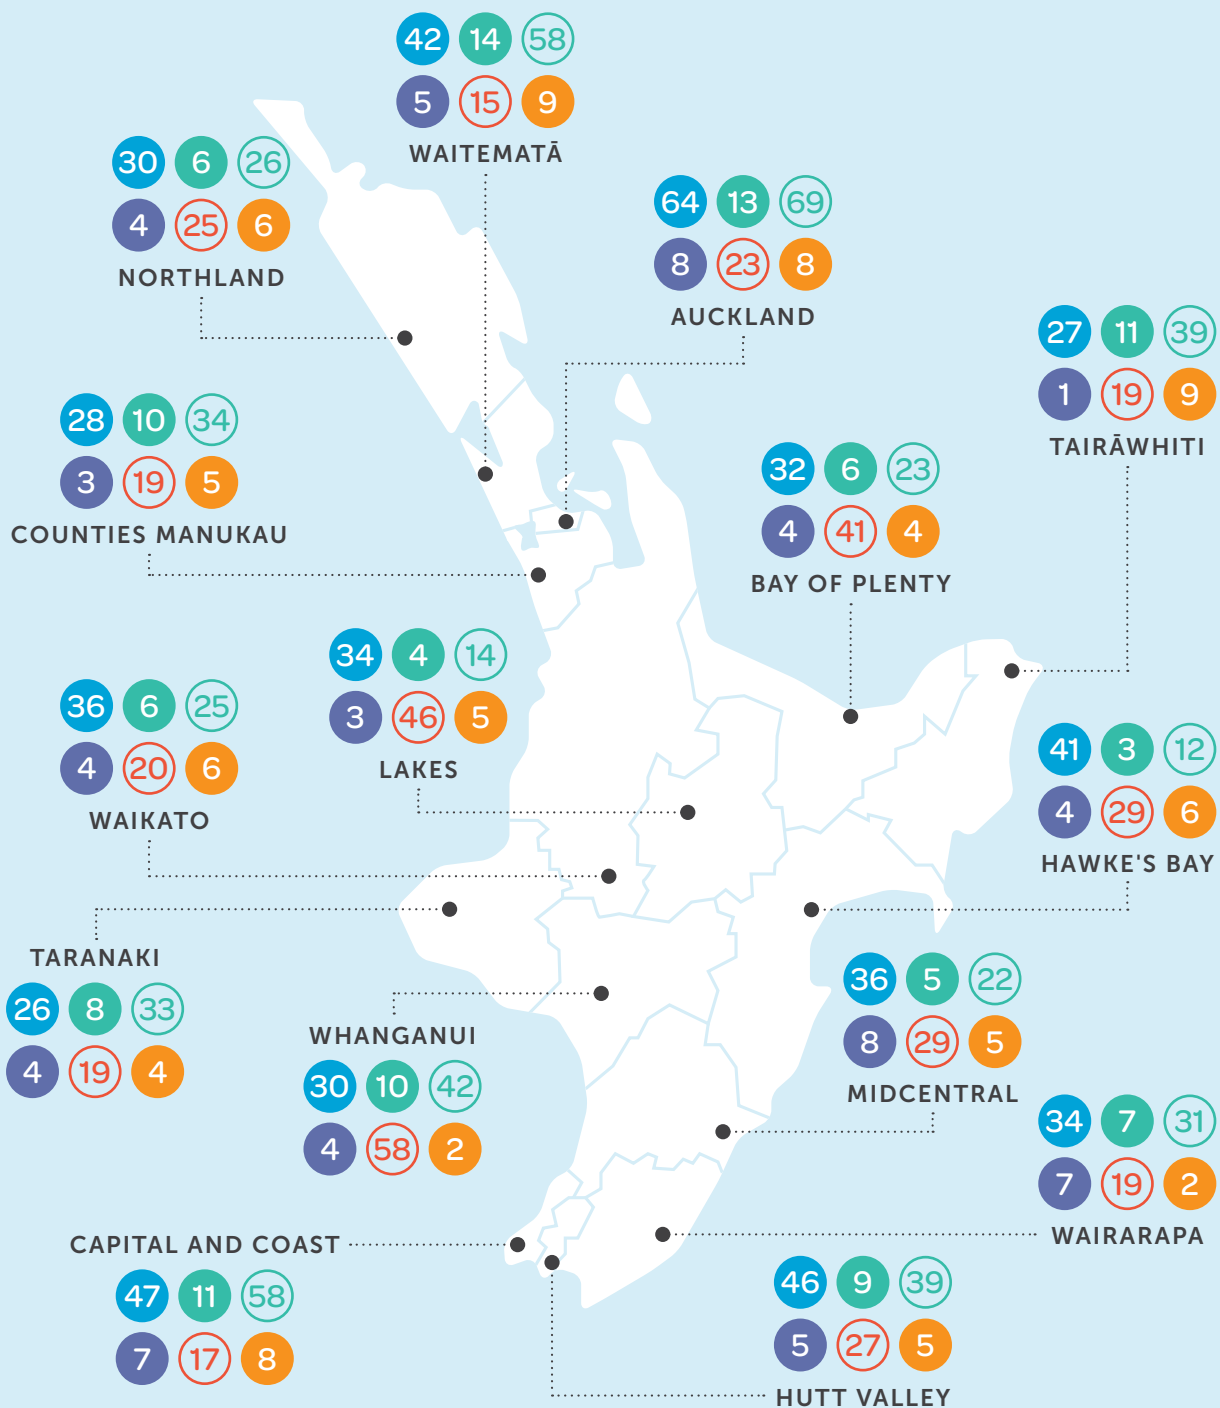 42 14 58
5 15 9
WAITEMATĀ
30 6 26
4 25 6
NORTHLAND
64 13 69
8 23 8
AUCKLAND
27 11 39
1 19 9
TAIRĀWHITI
28 10 34
3 19 5
COUNTIES MANUKAU
32 6 23
4 41 4
BAY OF PLENTY
34 4 14
3 46 5
LAKES
36 6 25
4 20 6
WAIKATO
41 3 12
4 29 6
HAWKE'S BAY
TARANAKI
26 8 33
4 19 4
WHANGANUI
30 10 42
4 58 2
36 5 22
8 29 5
MIDCENTRAL
34 7 31
7 19 2
WAIRARAPA
CAPITAL AND COAST
47 11 58
7 17 8
46 9 39
5 27 5
HUTT VALLEY